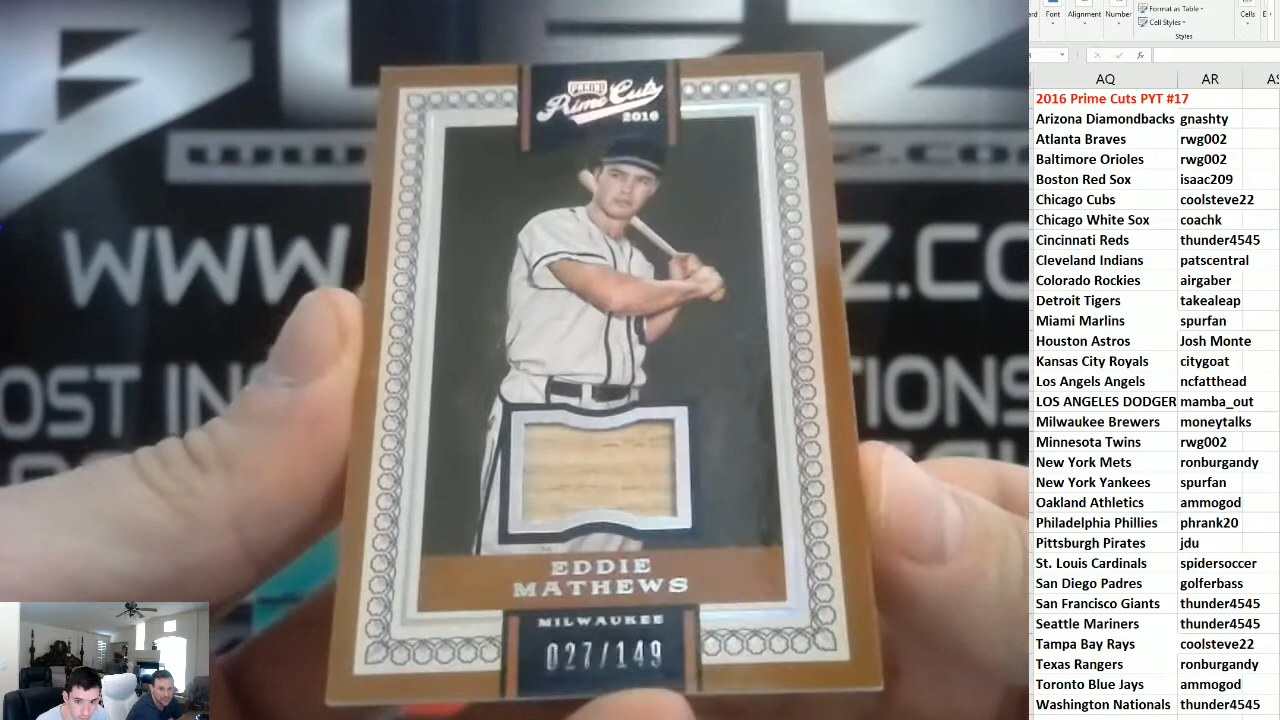 PANINI
Prime Cuts
2016
EDDIE
MATHEWS
MILWAUKEE
027/149
WWW.
Z.CO
OST IN
TIONS
Font
Alignment
Number
Format as Table
Cell Styles
Cells
Styles
fx
AQ AR AS
2016 Prime Cuts PYT #17
Arizona Diamondbacks gnashty
Atlanta Braves rwg002
Baltimore Orioles rwg002
Boston Red Sox isaac209
Chicago Cubs coolsteve22
Chicago White Sox coachk
Cincinnati Reds thunder4545
Cleveland Indians patscentral
Colorado Rockies airgaber
Detroit Tigers takealeap
Miami Marlins spurfan
Houston Astros Josh Monte
Kansas City Royals citygoat
Los Angels Angels ncfatthead
LOS ANGELES DODGER mamba_out
Milwaukee Brewers moneytalks
Minnesota Twins rwg002
New York Mets ronburgandy
New York Yankees spurfan
Oakland Athletics ammogod
Philadelphia Phillies phrank20
Pittsburgh Pirates jdu
St. Louis Cardinals spidersoccer
San Diego Padres golferbass
San Francisco Giants thunder4545
Seattle Mariners thunder4545
Tampa Bay Rays coolsteve22
Texas Rangers ronburgandy
Toronto Blue Jays ammogod
Washington Nationals thunder4545